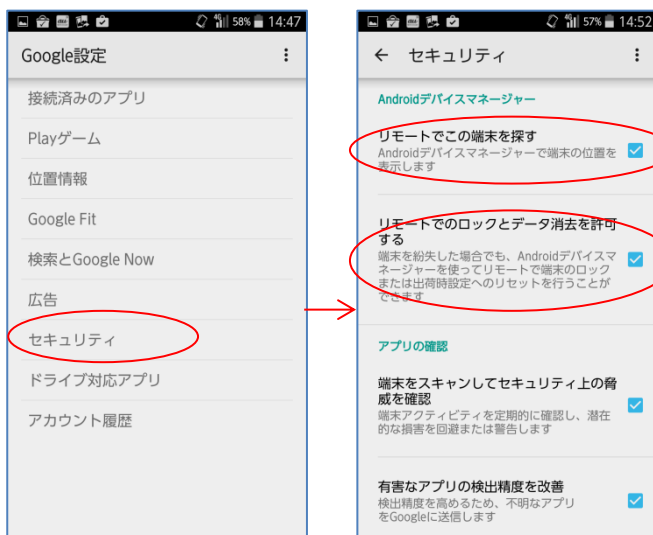 58% 14:47
Google設定
接続済みのアプリ
Playゲーム
位置情報
Google Fit
検索とGoogle Now
広告
セキュリティ
ドライブ対応アプリ
アカウント履歴
4G 57% 14:52
セキュリティ
Androidデバイスマネージャー
リモートでこの端末を探す
Androidデバイスマネージャーで端末の位置を
表示します
リモートでのロックとデータ消去を許可
する
端末を紛失した場合でも、Androidデバイスマ
ネージャーを使ってリモートで端末のロック
または出荷時設定へのリセットを行うことが
できます
アプリの確認
端末をスキャンしてセキュリティ上の脅
威を確認
端末アクティビティを定期的に確認し、潜在
的な損害を回避または警告します
有害なアプリの検出精度を改善
検出精度を高めるため、不明なアプリ
をGoogleに送信します